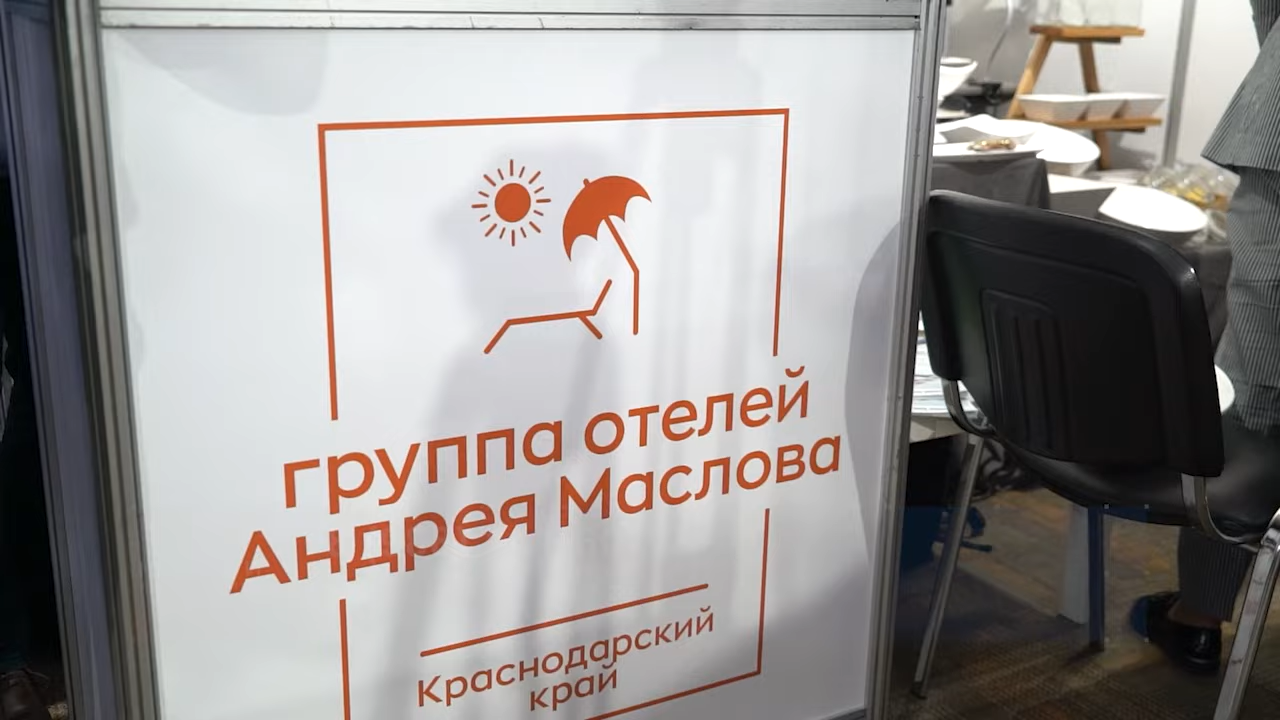 группа отелей
Андрея Маслова
Краснодарский
край